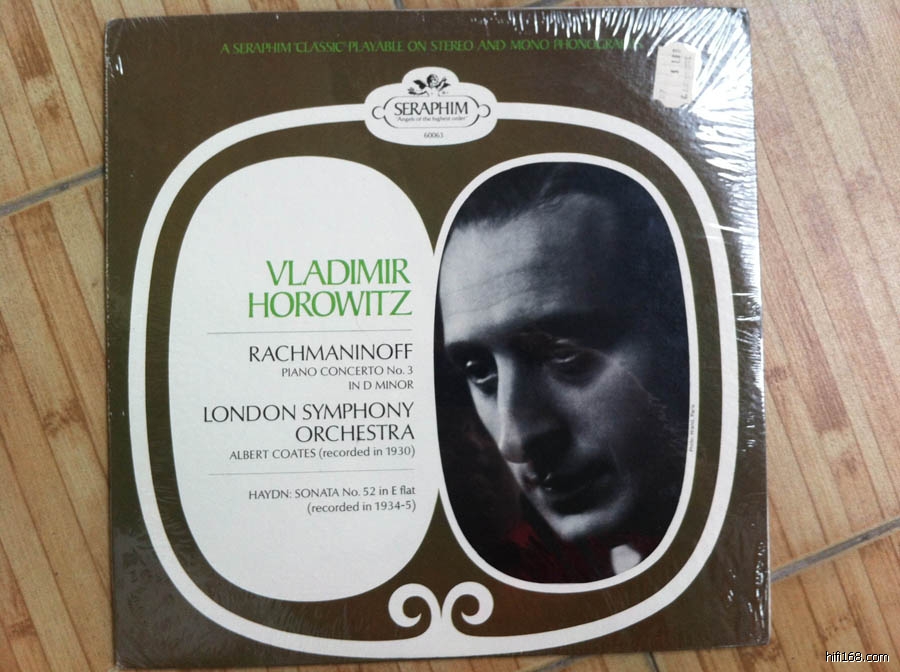 A SERAPHIM "CLASSIC" PLAYABLE ON STEREO AND MONO PHONOGRAPHS
SERAPHIM
"Angels of the highest order"
60063
VLADIMIR
HOROWITZ
RACHMANINOFF
PIANO CONCERTO No. 3
IN D MINOR
LONDON SYMPHONY
ORCHESTRA
ALBERT COATES (recorded in 1930)
HAYDN: SONATA No. 52 in E flat
(recorded in 1934-5)
hifi168.com